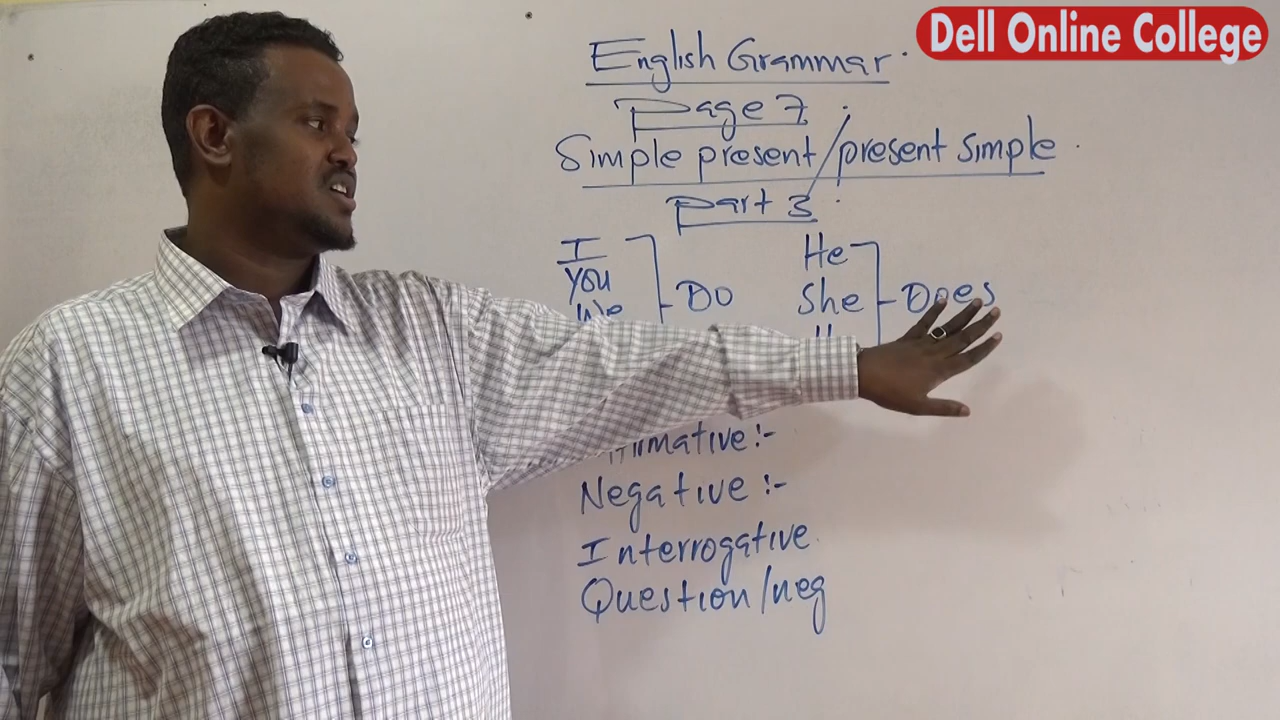 Dell Online College
English Grammar.
Page 7
Simple present/present simple
part 3
I
You
We
Do
He
She
Does
Negative :-
Interrogative
Question/neg